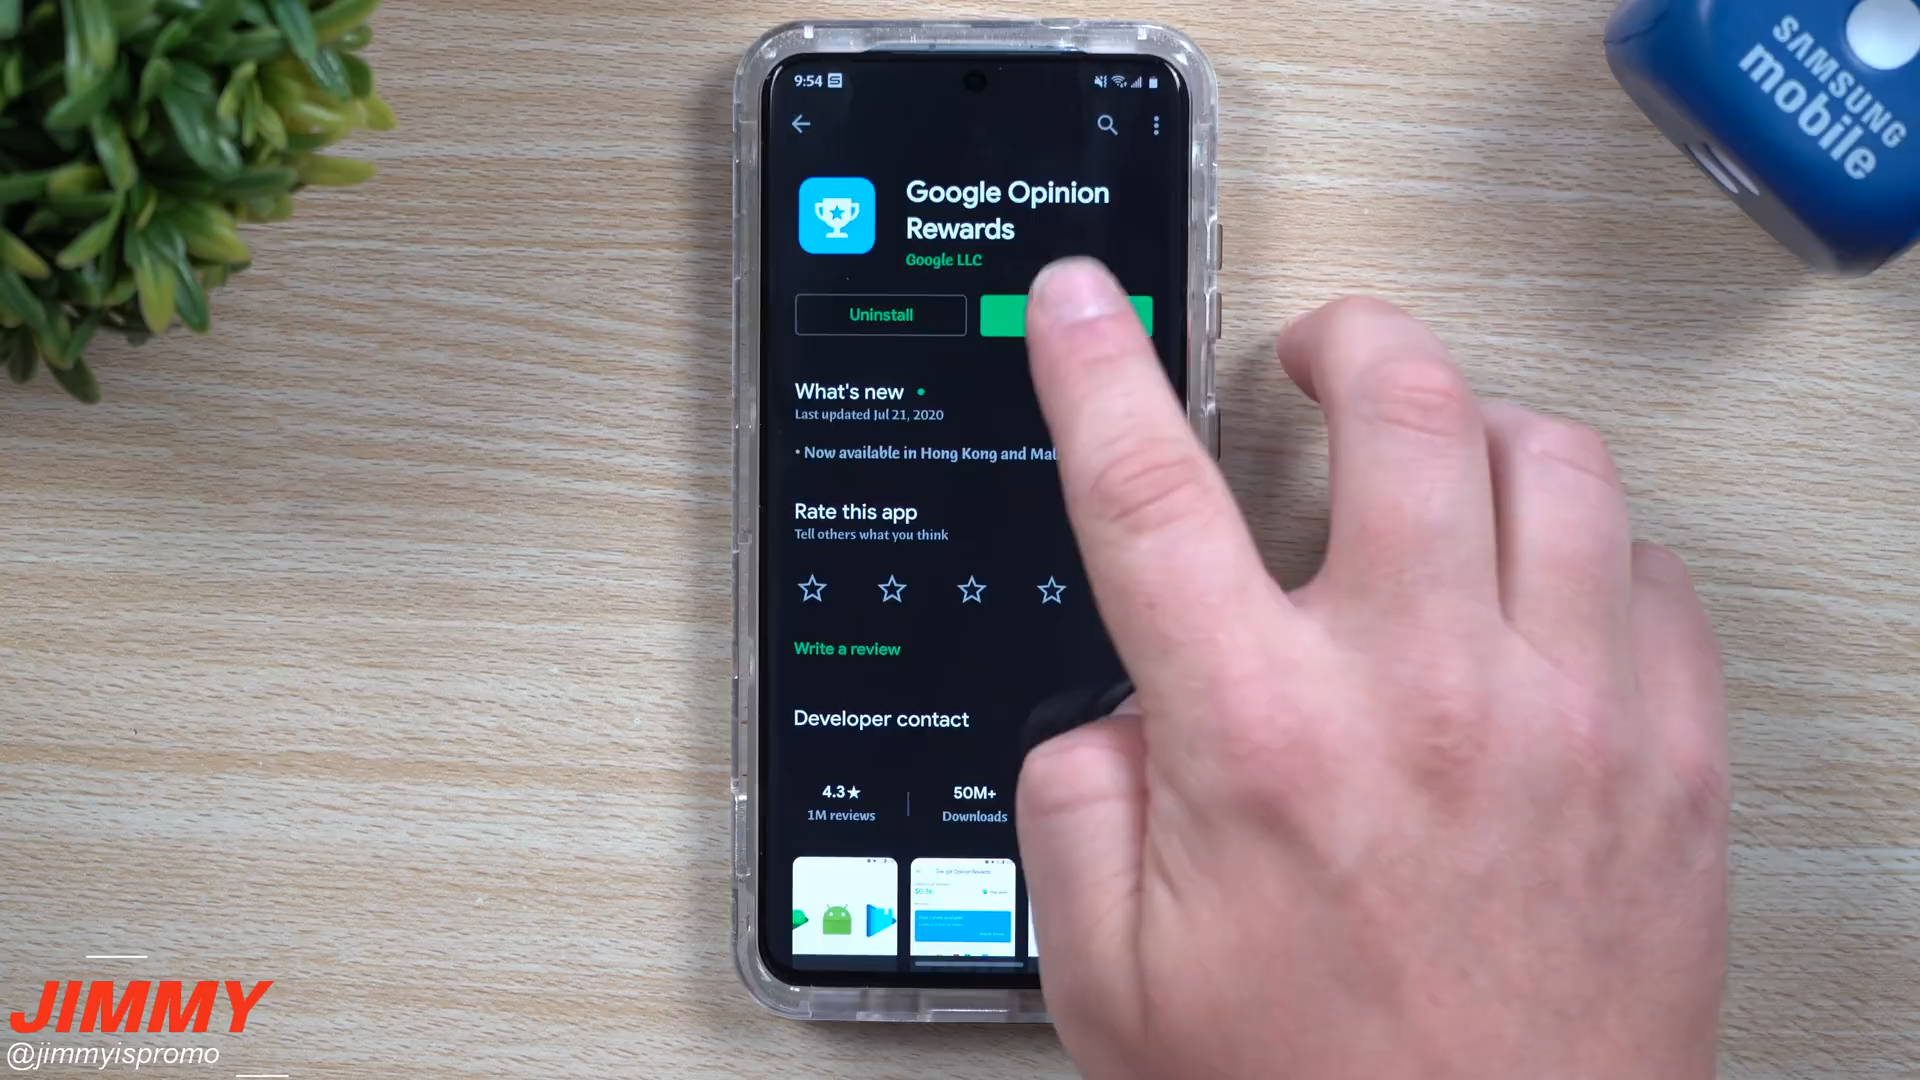 9:54
Google Opinion
Rewards
Google LLC
Uninstall
What's new
Last updated Jul 21, 2020
• Now available in Hong Kong and Mal
Rate this app
Tell others what you think
Write a review
Developer contact
4.3★
1M reviews
50M+
Downloads
SAMSUNG
mobile
JIMMY
@jimmyispromo